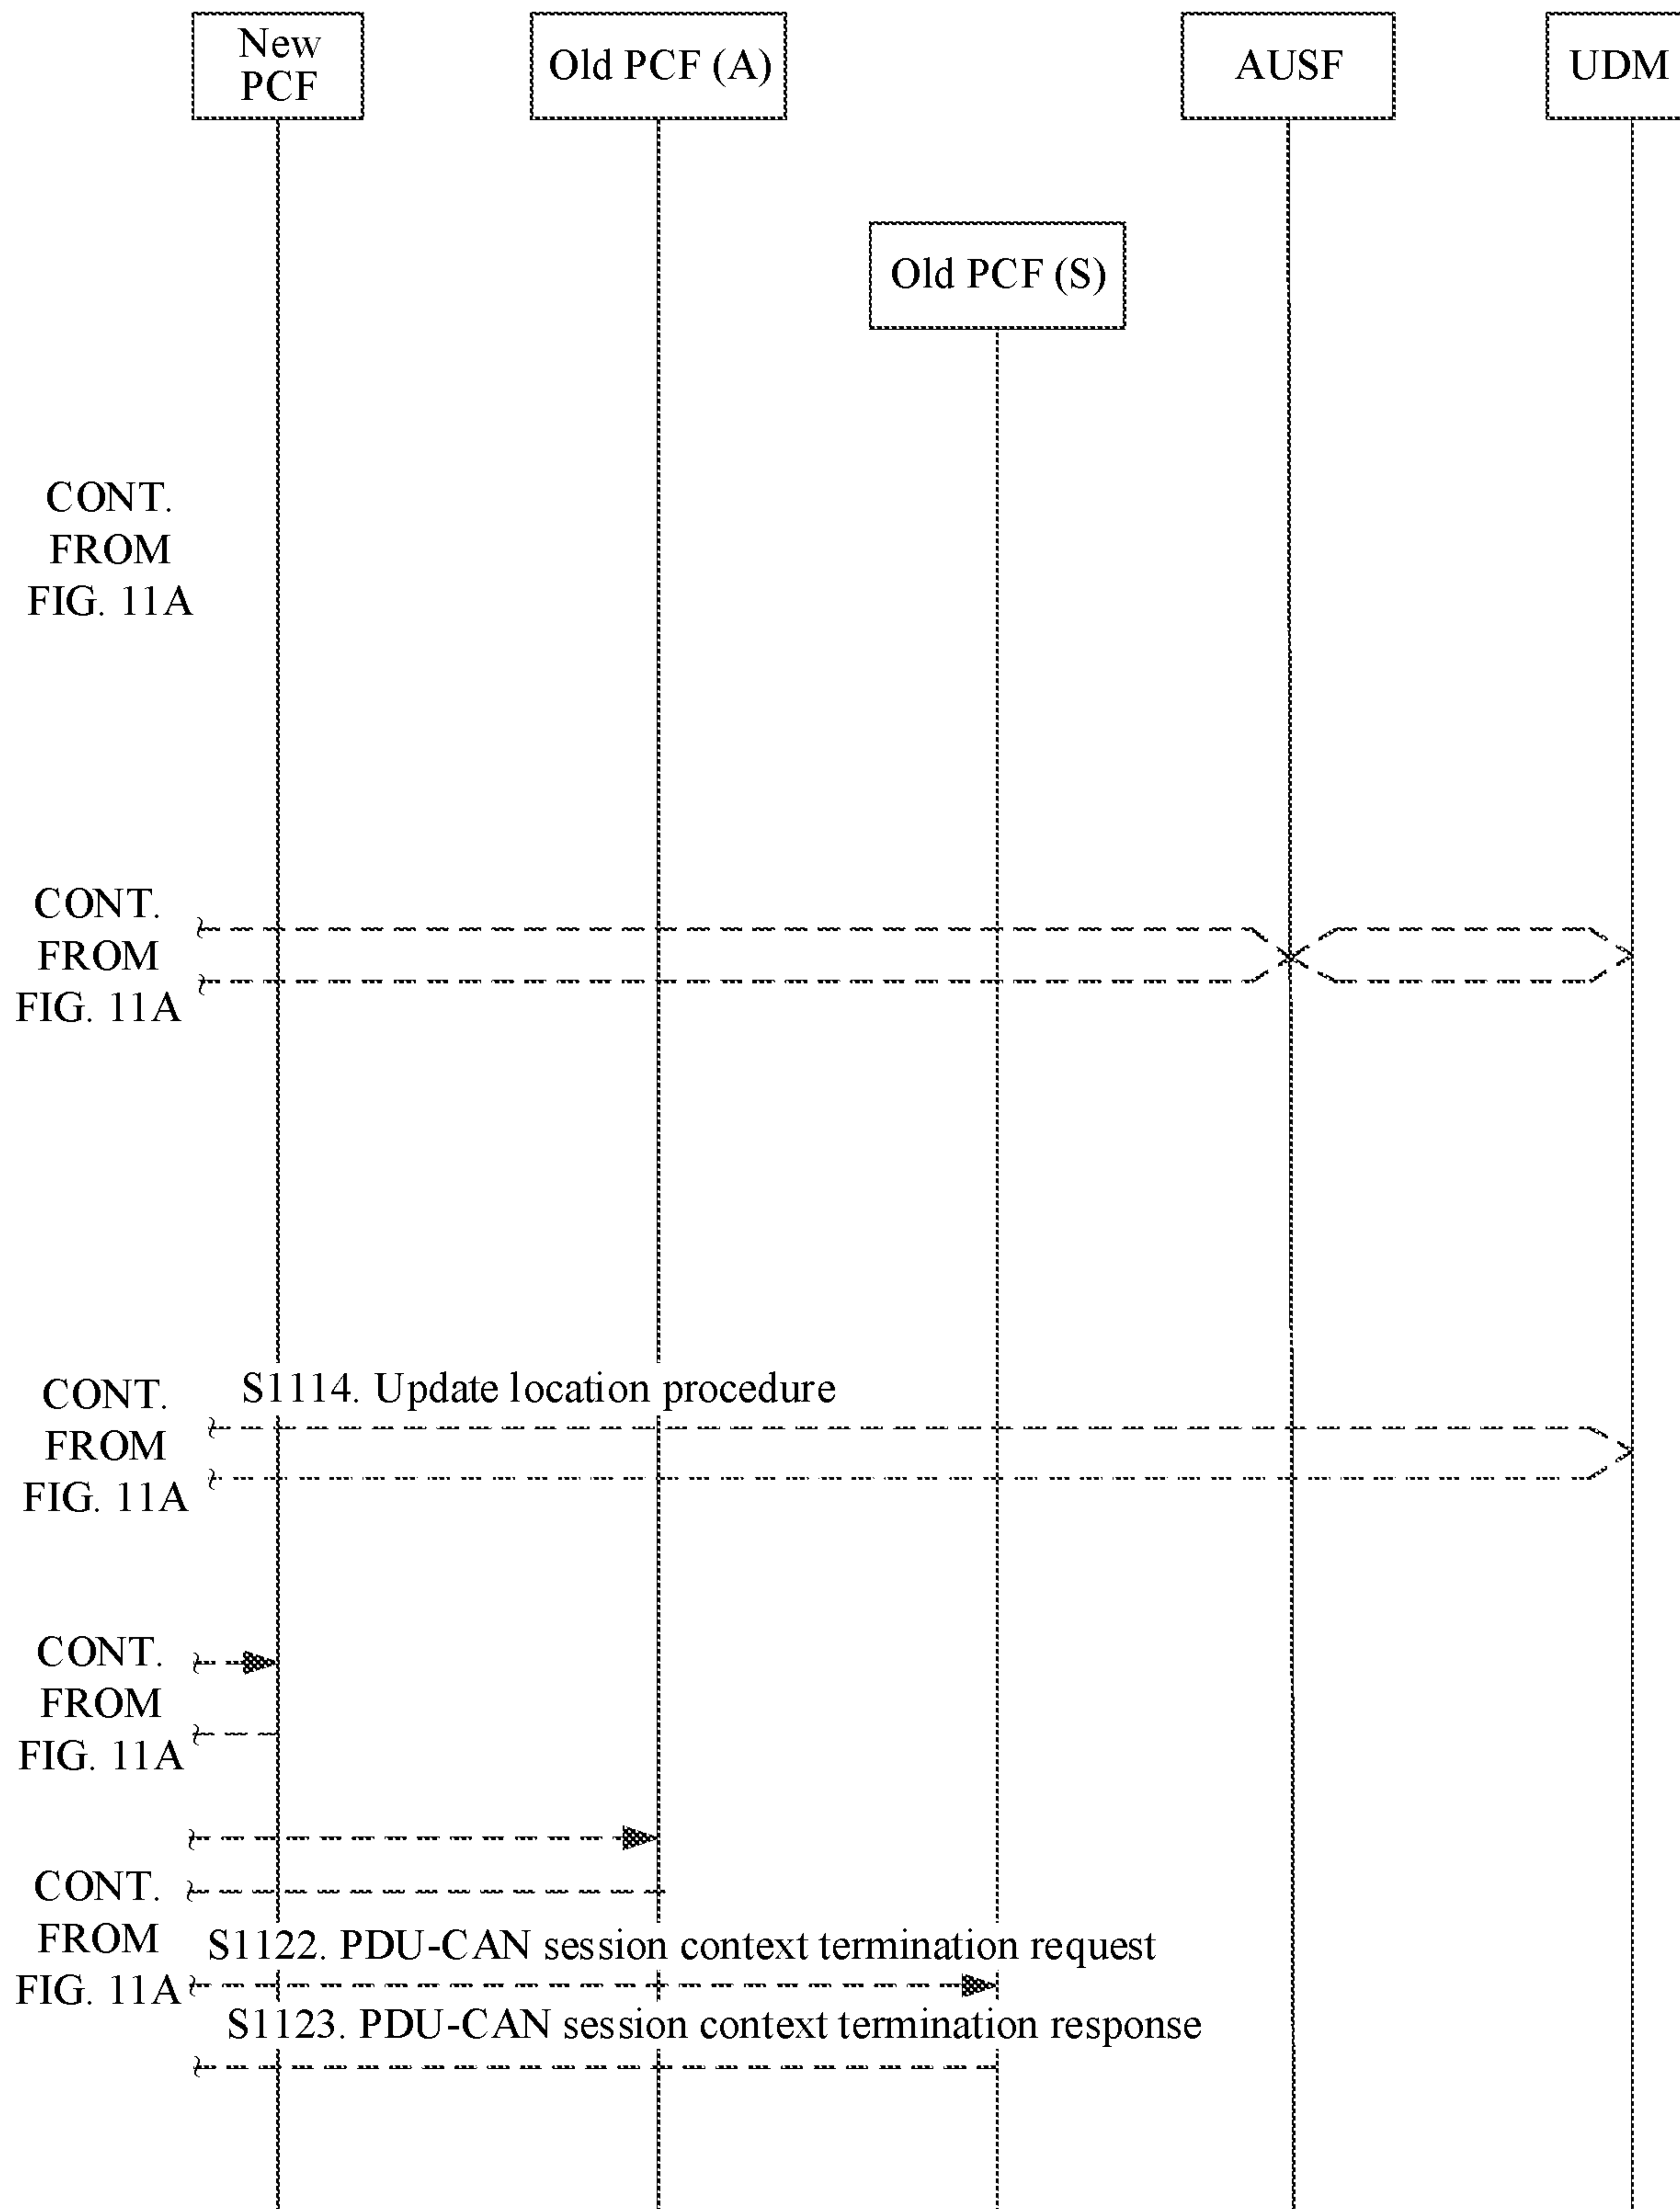 New
PCF
Old PCF (A)
AUSF
UDM
Old PCF (S)
CONT.
FROM
FIG. 11A
CONT.
FROM
FIG. 11A
S1114. Update location procedure
CONT.
FROM
FIG. 11A
CONT.
FROM
FIG. 11A
CONT.
FROM
FIG. 11A
S1122. PDU-CAN session context termination request
S1123. PDU-CAN session context termination response